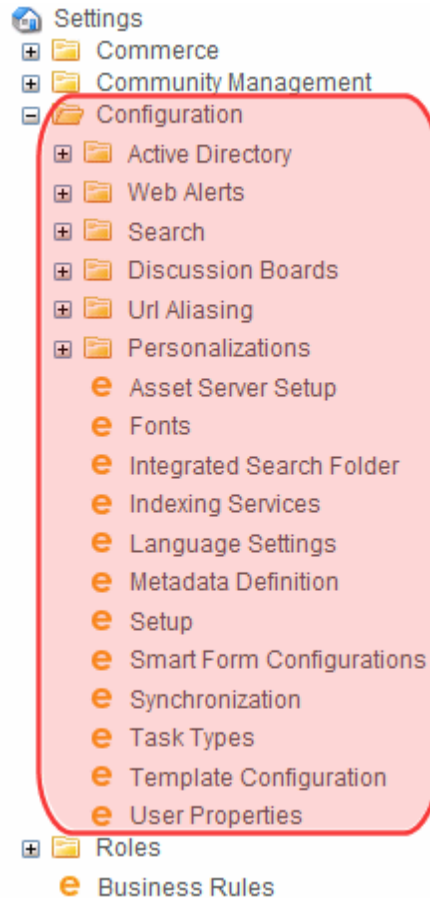 Settings
Commerce
Community Management
Configuration
Active Directory
Web Alerts
Search
Discussion Boards
Url Aliasing
Personalizations
Asset Server Setup
Fonts
Integrated Search Folder
Indexing Services
Language Settings
Metadata Definition
Setup
Smart Form Configurations
Synchronization
Task Types
Template Configuration
User Properties
Roles
Business Rules